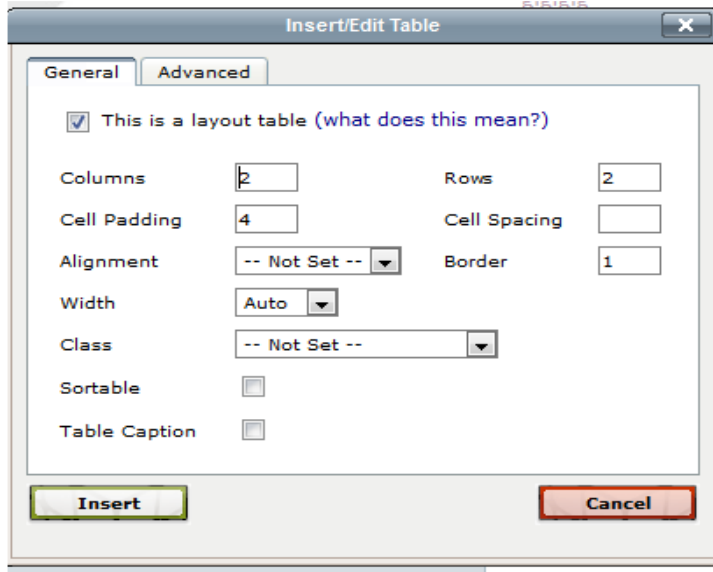 Insert/Edit Table
General Advanced
This is a layout table (what does this mean?)
Columns 2 Rows 2
Cell Padding 4 Cell Spacing
Alignment -- Not Set -- Border 1
Width Auto
Class -- Not Set --
Sortable
Table Caption
Insert Cancel